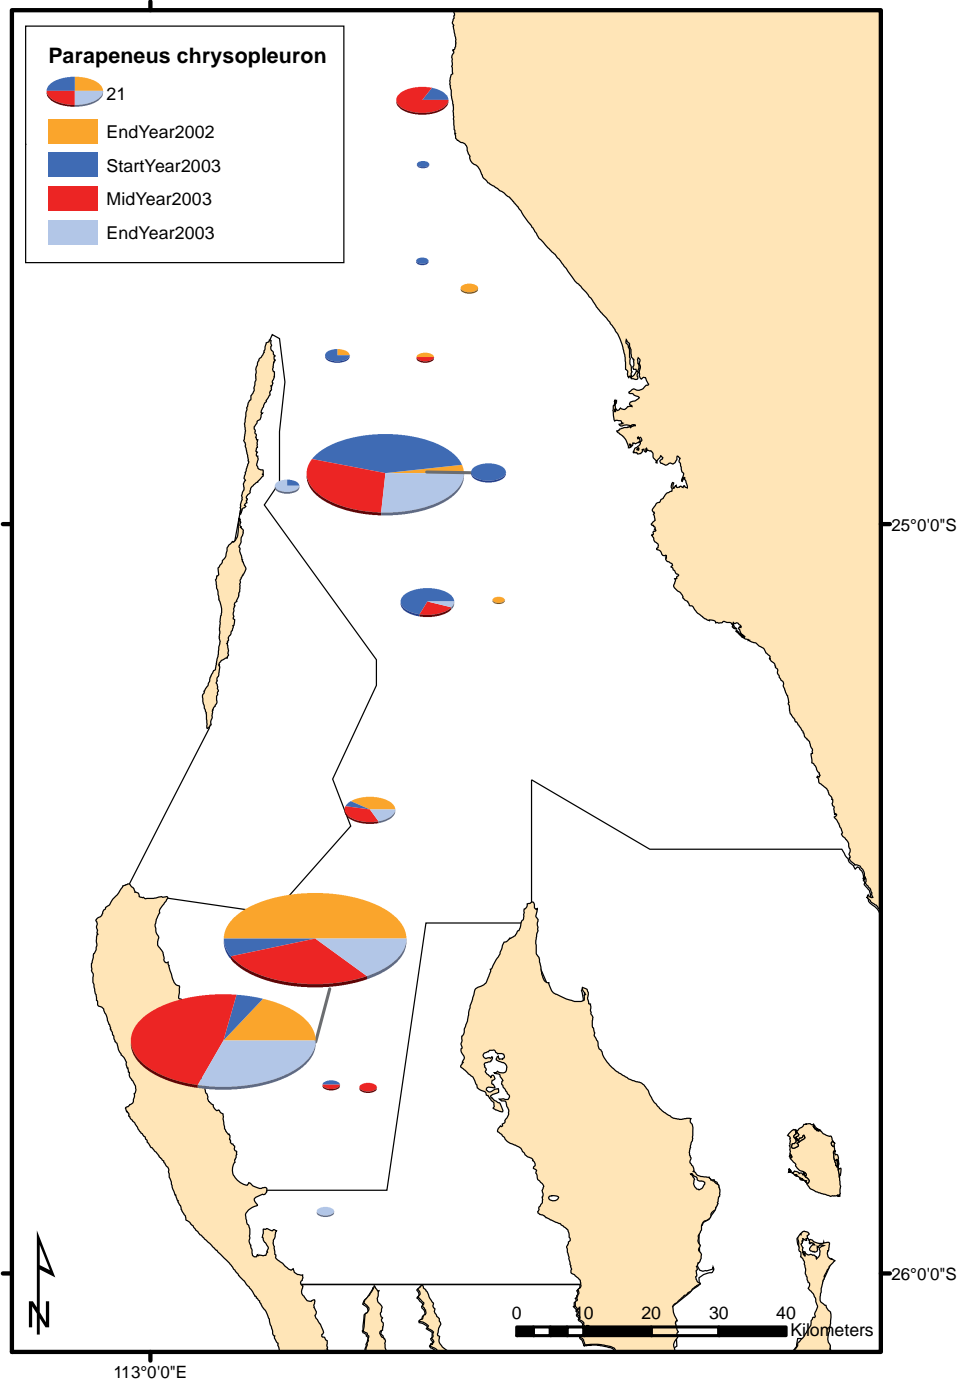 Parapeneus chrysopleuron
21
EndYear2002
StartYear2003
MidYear2003
EndYear2003
25°0'0"S
26°0'0"S
N
0 10 20 30 40
Kilometers
113°0'0"E